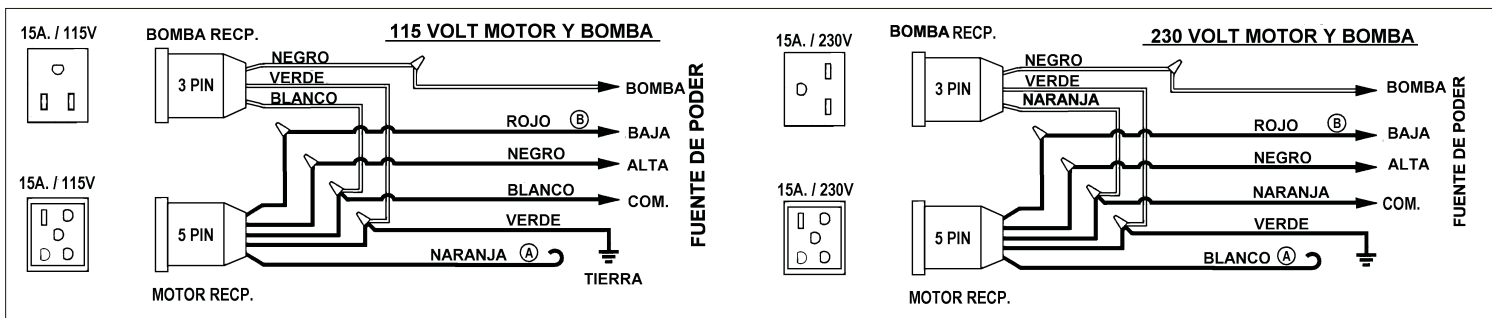 115 VOLT MOTOR Y BOMBA
15A. / 115V
BOMBA RECP.
3 PIN
NEGRO
VERDE
BLANCO
BOMBA
ROJO Ⓑ
BAJA
NEGRO
ALTA
15A. / 115V
BLANCO
COM.
5 PIN
VERDE
NARANJA Ⓐ
TIERRA
MOTOR RECP.
FUENTE DE PODER
230 VOLT MOTOR Y BOMBA
15A. / 230V
BOMBA RECP.
3 PIN
NEGRO
VERDE
NARANJA
BOMBA
ROJO Ⓑ
BAJA
NEGRO
ALTA
15A. / 230V
NARANJA
COM.
5 PIN
VERDE
BLANCO Ⓐ
MOTOR RECP.
FUENTE DE PODER